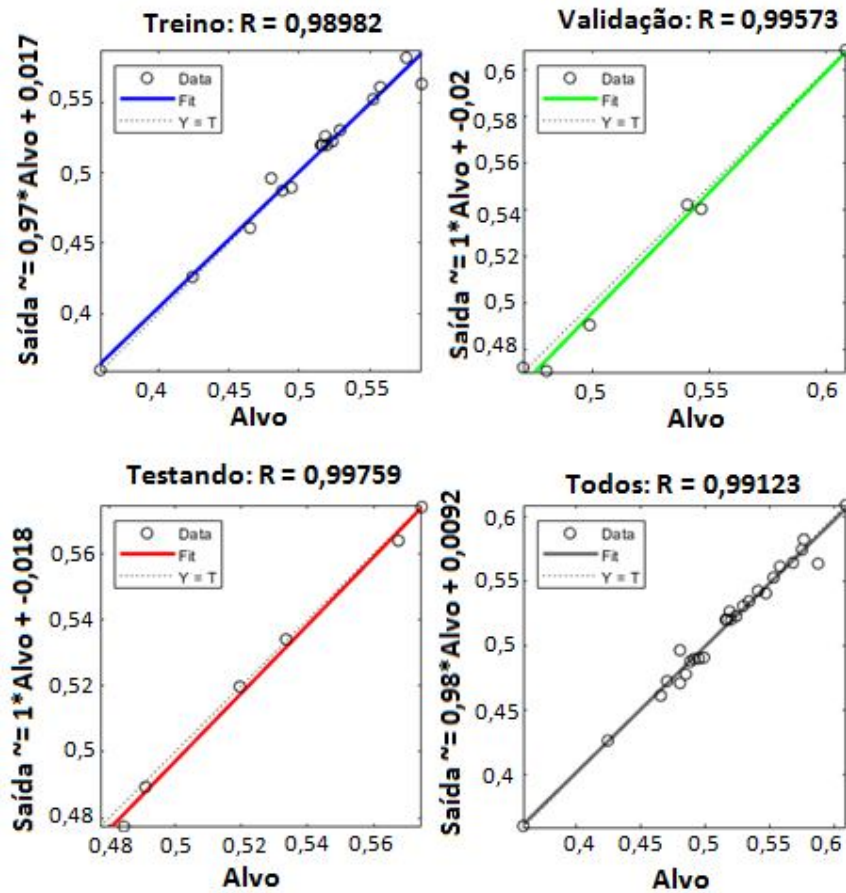 Treino: R = 0,98982
Saída ~= 0,97*Alvo + 0,017
Data
Fit
Y = T
0,55
0,5
0,45
0,4
0,4 0,45 0,5 0,55
Alvo
Validação: R = 0,99573
Saída ~= 1*Alvo + -0,02
Data
Fit
Y = T
0,6
0,58
0,56
0,54
0,52
0,5
0,48
0,5 0,55 0,6
Alvo
Testando: R = 0,99759
Saída ~= 1*Alvo + -0,018
Data
Fit
Y = T
0,56
0,54
0,52
0,5
0,48
0,48 0,5 0,52 0,54 0,56
Alvo
Todos: R = 0,99123
Saída ~= 0,98*Alvo + 0,0092
Data
Fit
Y = T
0,6
0,55
0,5
0,45
0,4
0,4 0,45 0,5 0,55 0,6
Alvo